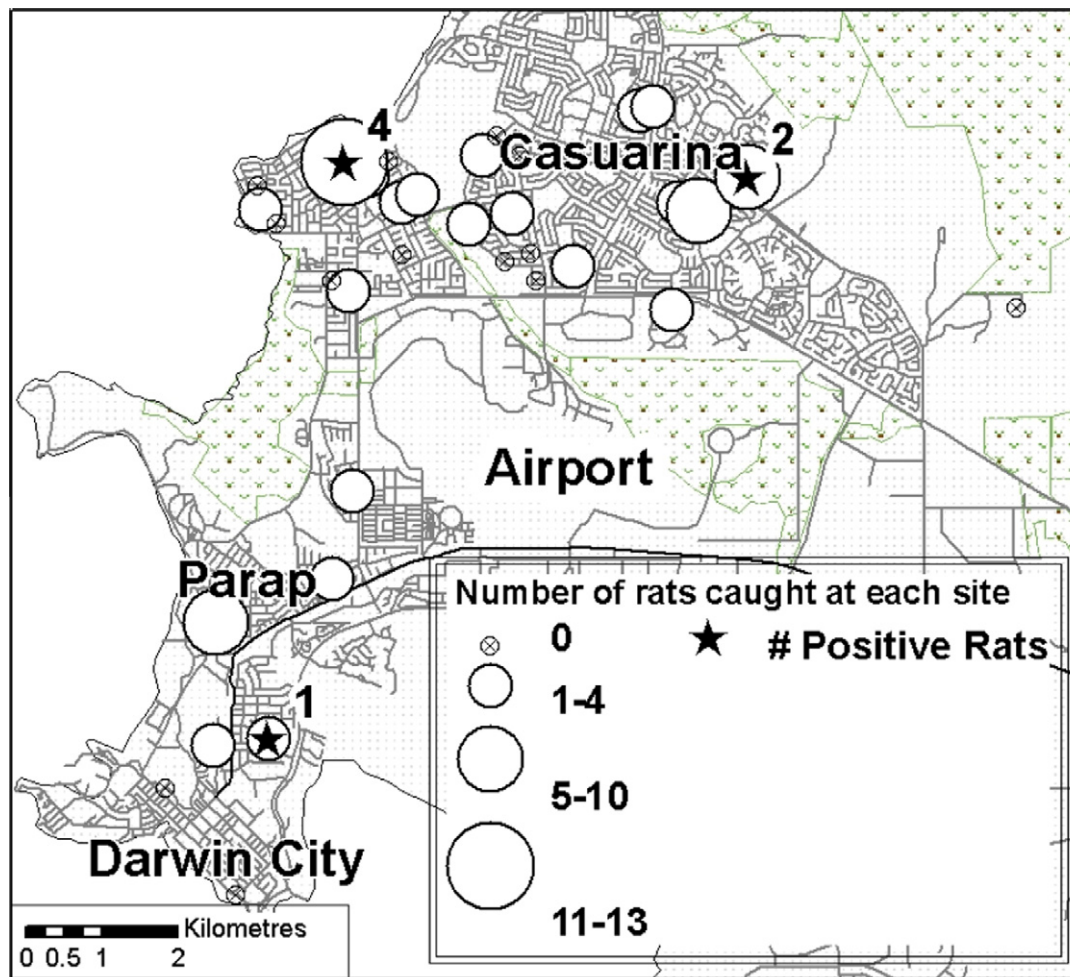 4
2
Casuarina
Airport
Parap
1
Darwin City
Number of rats caught at each site
0
# Positive Rats
1-4
5-10
11-13
Kilometres
0 0.5 1 2